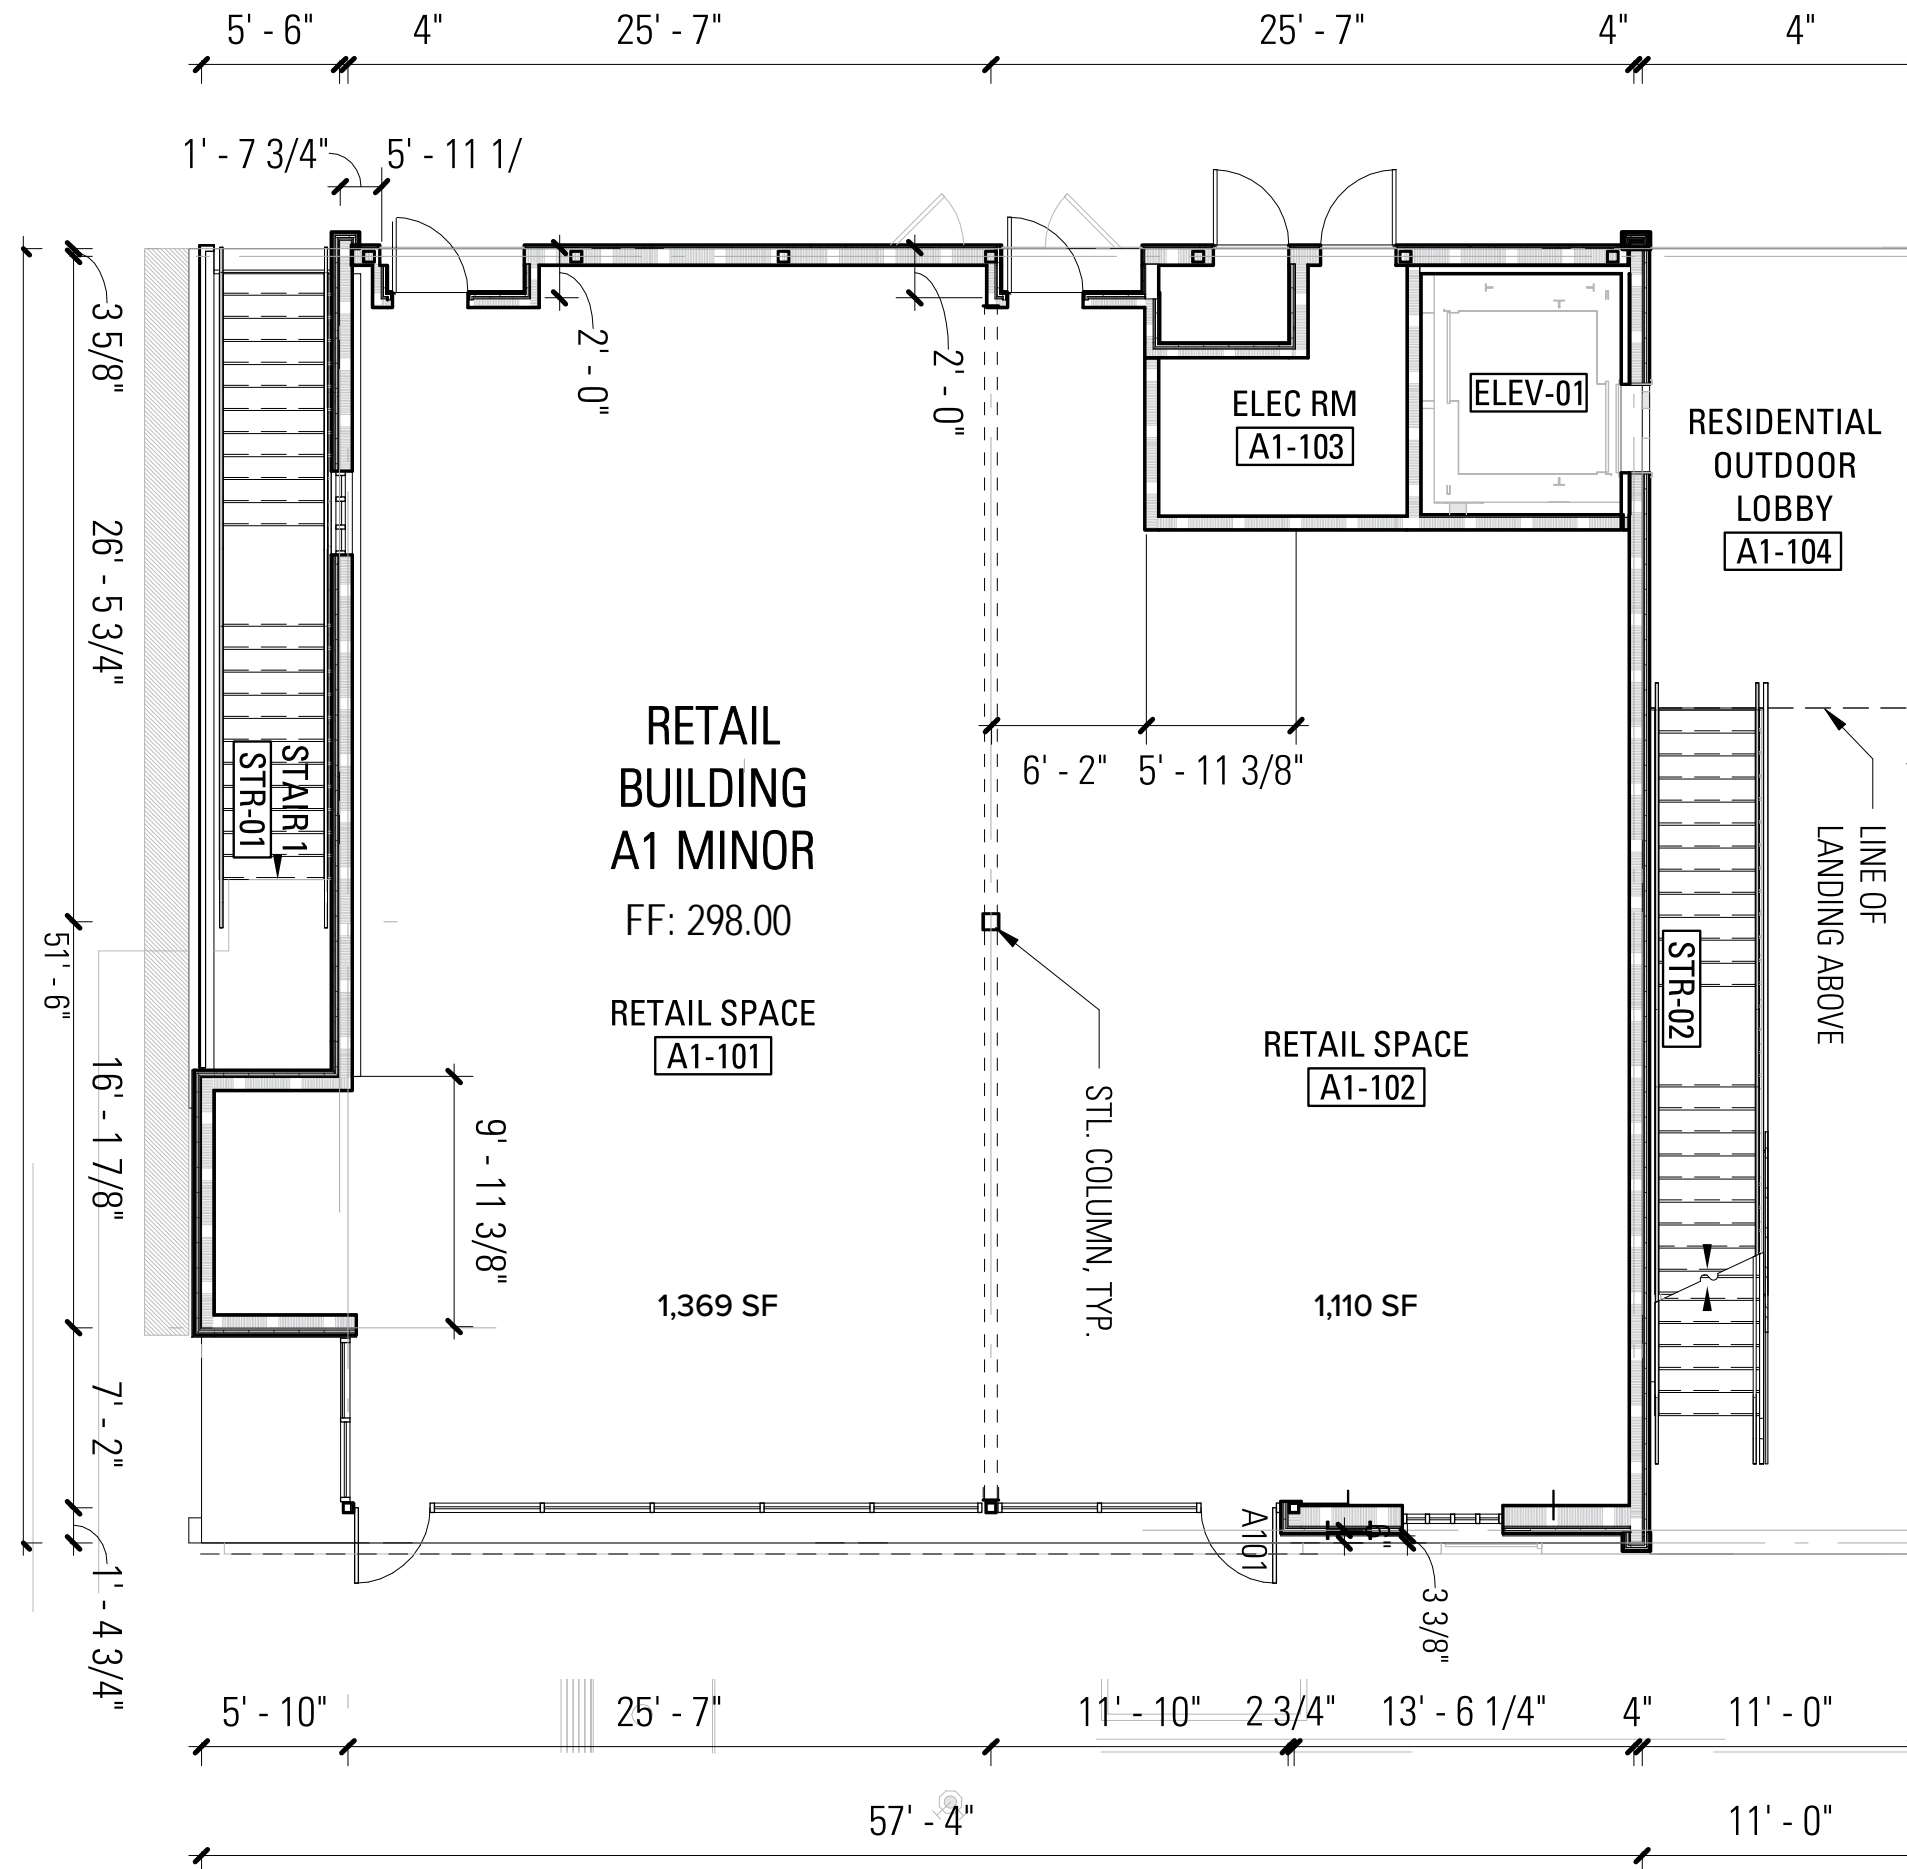 5' - 6"
4"
25' - 7"
25' - 7"
4"
4"
1' - 7 3/4"
5' - 11 1/
3 5/8"
2' - 0"
2' - 0"
ELEC RM
A1-103
ELEV-01
RESIDENTIAL
OUTDOOR
LOBBY
A1-104
26' - 5 3/4"
RETAIL
BUILDING
A1 MINOR
FF: 298.00
6' - 2"
5' - 11 3/8"
STAIR 1
STR-01
LINE OF
LANDING ABOVE
51' - 6"
STR-02
RETAIL SPACE
A1-101
RETAIL SPACE
A1-102
STL. COLUMN, TYP.
16' - 1 7/8"
9' - 11 3/8"
1,369 SF
1,110 SF
7' - 2"
A101
6"
3 3/8"
1' - 4 3/4"
5' - 10"
25' - 7"
11' - 10"
2 3/4"
13' - 6 1/4"
4"
11' - 0"
57' - 4"
11' - 0"